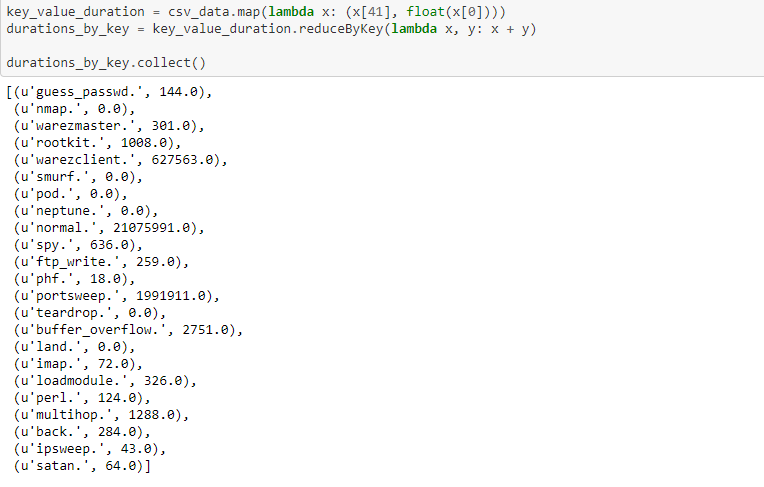 key_value_duration = csv_data.map(lambda x: (x[41], float(x[0])))
durations_by_key = key_value_duration.reduceByKey(lambda x, y: x + y)

durations_by_key.collect()
[(u'guess_passwd.', 144.0),
 (u'nmap.', 0.0),
 (u'warezmaster.', 301.0),
 (u'rootkit.', 1008.0),
 (u'warezclient.', 627563.0),
 (u'smurf.', 0.0),
 (u'pod.', 0.0),
 (u'neptune.', 0.0),
 (u'normal.', 21075991.0),
 (u'spy.', 636.0),
 (u'ftp_write.', 259.0),
 (u'phf.', 18.0),
 (u'portsweep.', 1991911.0),
 (u'teardrop.', 0.0),
 (u'buffer_overflow.', 2751.0),
 (u'land.', 0.0),
 (u'imap.', 72.0),
 (u'loadmodule.', 326.0),
 (u'perl.', 124.0),
 (u'multihop.', 1288.0),
 (u'back.', 284.0),
 (u'ipsweep.', 43.0),
 (u'satan.', 64.0)]